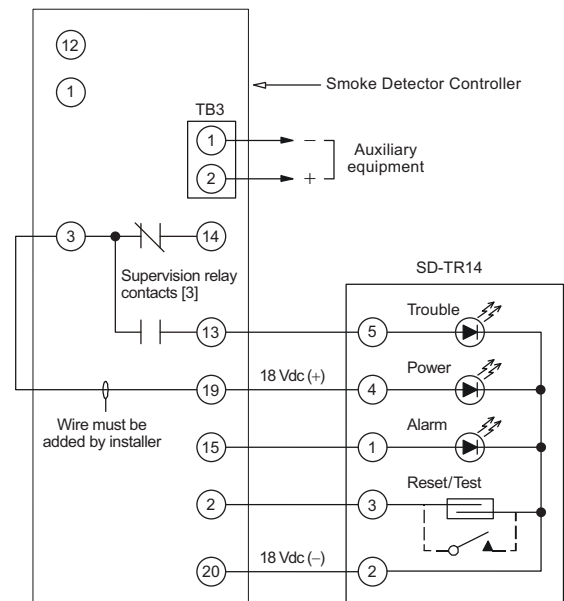 12
1
Smoke Detector Controller
TB3
1
−
2
+
Auxiliary
equipment
3
14
Supervision relay
contacts [3]
SD-TR14
13
5
Trouble
19
18 Vdc (+)
4
Power
Wire must be
added by installer
15
1
Alarm
2
3
Reset/Test
20
18 Vdc (−)
2